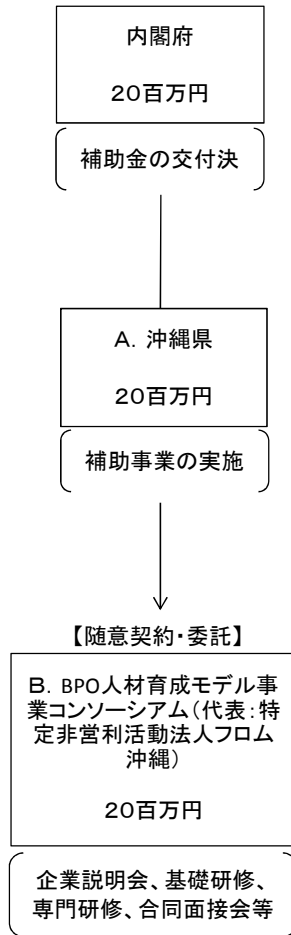 内閣府
20百万円
補助金の交付決
A. 沖縄県
20百万円
補助事業の実施
【随意契約・委託】
B. BPO人材育成モデル事
業コンソーシアム(代表:特
定非営利活動法人フロム
沖縄)
20百万円
企業説明会、基礎研修、
専門研修、合同面接会等